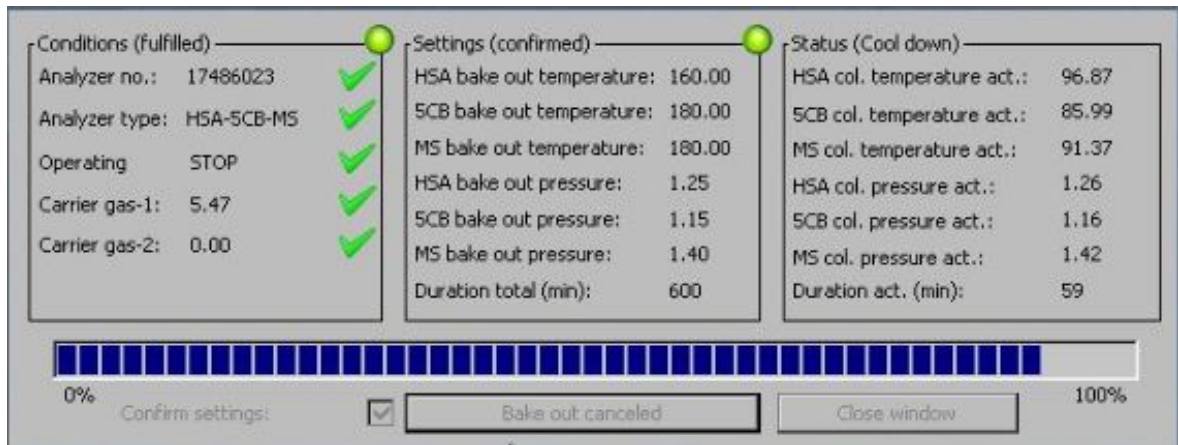 Conditions (fulfilled)
Analyzer no.: 17486023
Analyzer type: HSA-5CB-MS
Operating STOP
Carrier gas-1: 5.47
Carrier gas-2: 0.00
Settings (confirmed)
HSA bake out temperature: 160.00
5CB bake out temperature: 180.00
MS bake out temperature: 180.00
HSA bake out pressure: 1.25
5CB bake out pressure: 1.15
MS bake out pressure: 1.40
Duration total (min): 600
Status (Cool down)
HSA col. temperature act.: 96.87
5CB col. temperature act.: 85.99
MS col. temperature act.: 91.37
HSA col. pressure act.: 1.26
5CB col. pressure act.: 1.16
MS col. pressure act.: 1.42
Duration act. (min): 59
0% 100%
Confirm settings: Bake out canceled Close window